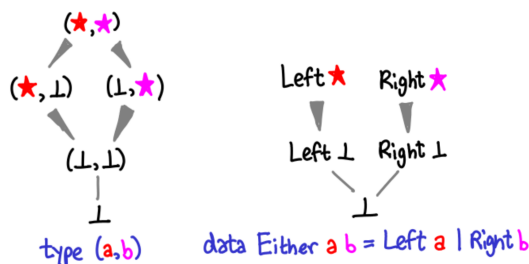 (★,★)
(★,⊥) (⊥,★)
(⊥,⊥)
⊥
type (a,b)
Left ★ Right ★
Left ⊥ Right ⊥
⊥
data Either a b = Left a | Right b